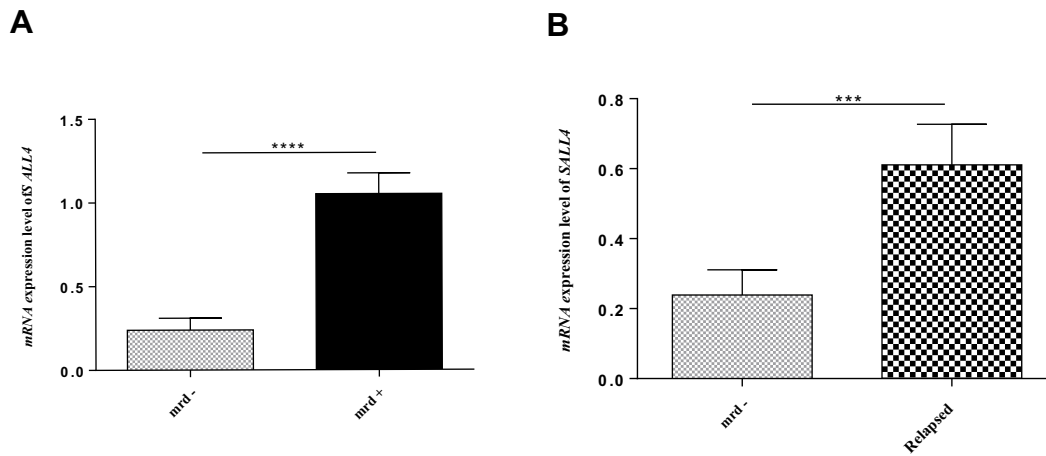 A
B
mRNA expression level ofS ALL4
1.5
1.0
0.5
0.0
****
mrd -
mrd +
mRNA expression level of SALL4
0.8
0.6
0.4
0.2
0.0
***
mrd -
Relapsed